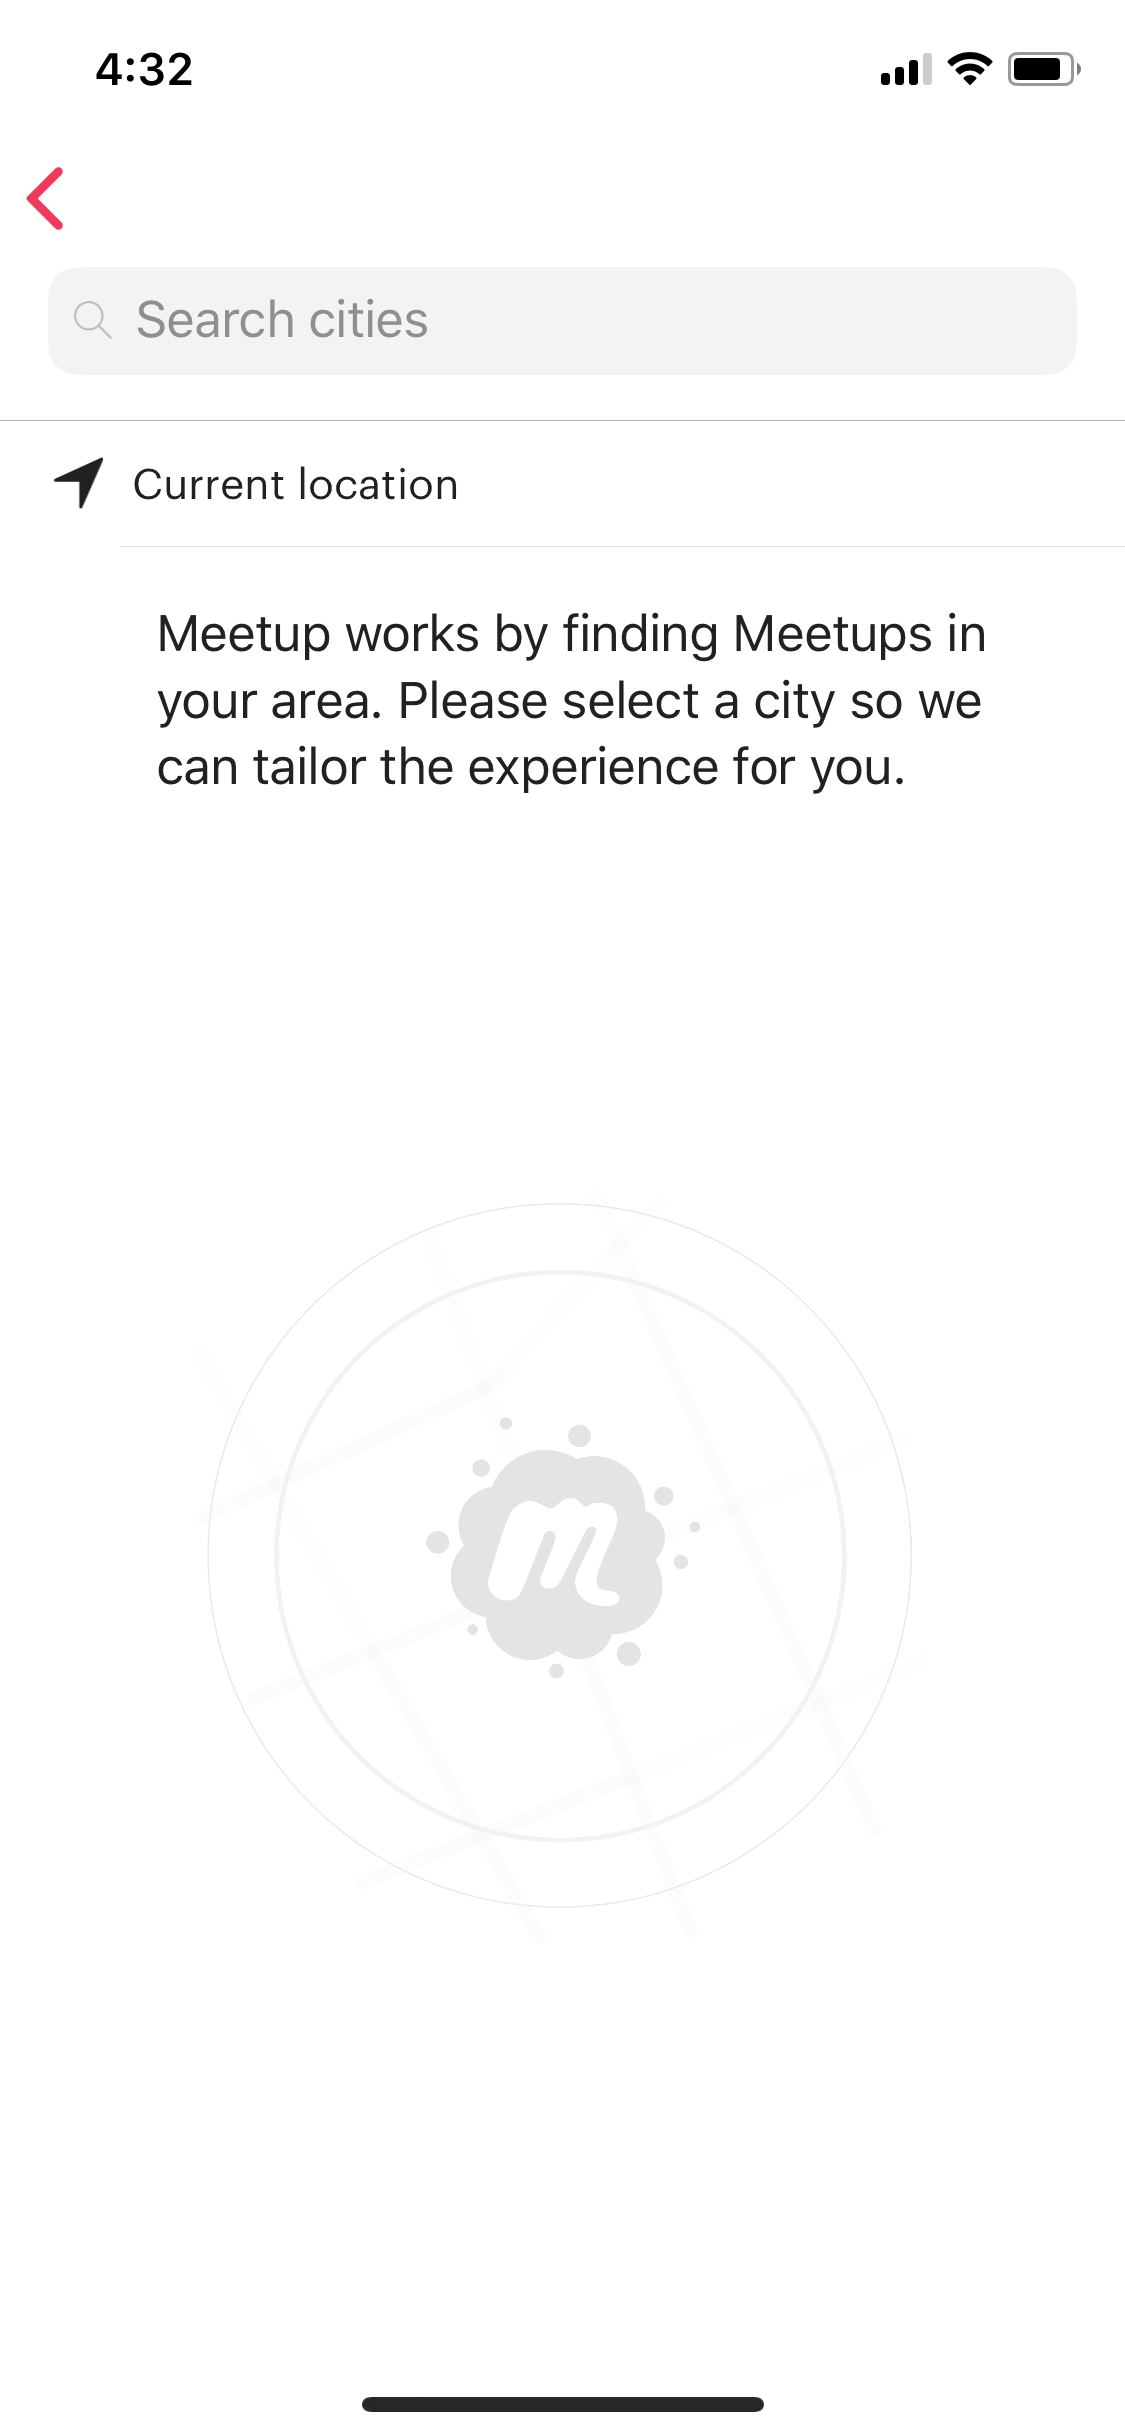 4:32
Search cities
Current location
Meetup works by finding Meetups in
your area. Please select a city so we
can tailor the experience for you.
m